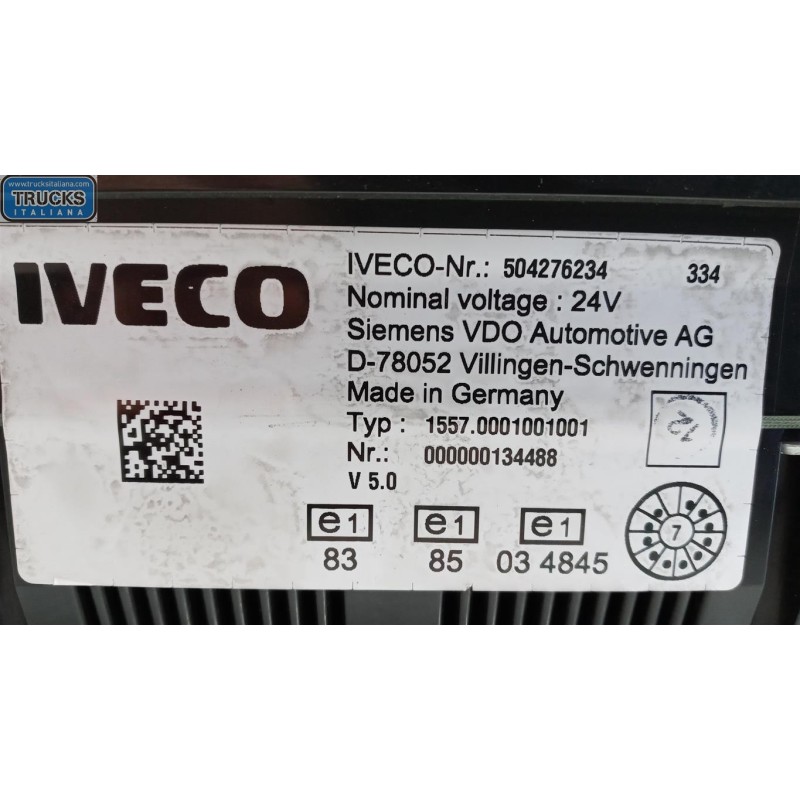 www.trucksitaliana.com
TRUCKS
ITALIANA
IVECO
IVECO-Nr.: 504276234 334
Nominal voltage : 24V
Siemens VDO Automotive AG
D-78052 Villingen-Schwenningen
Made in Germany
Typ : 1557.0001001001
Nr.: 000000134488
V 5.0
e1 e1 e1
83 85 03 4845
12
7